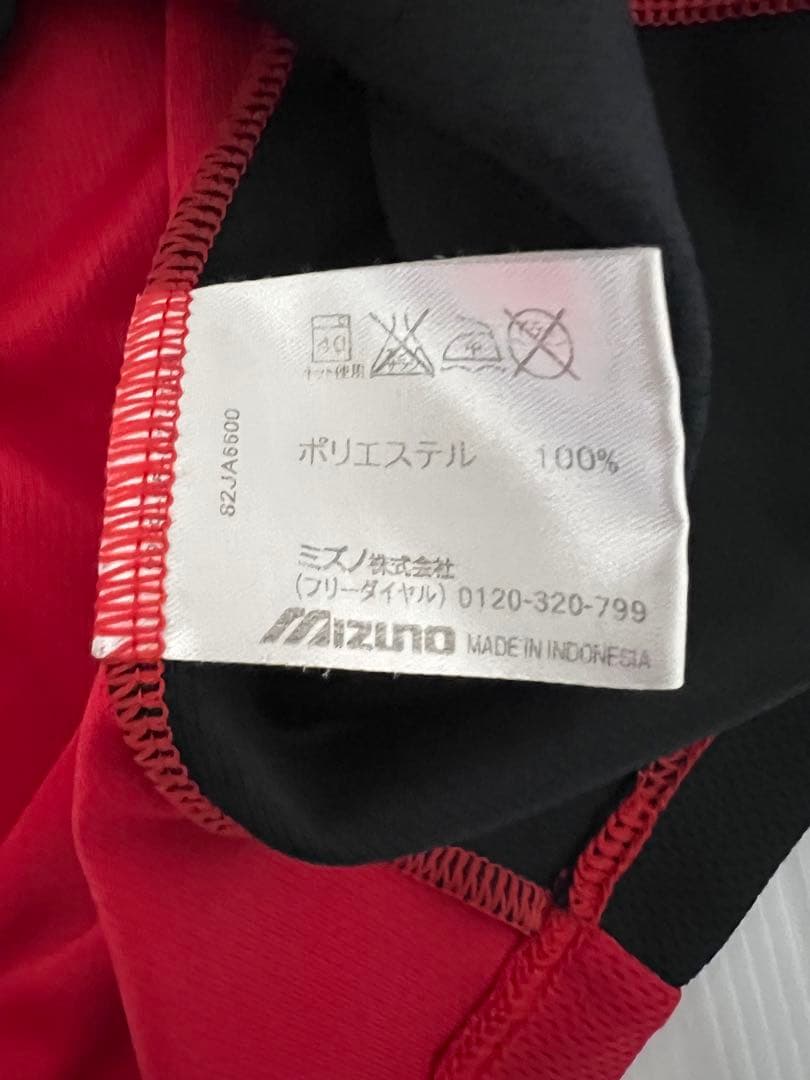 40
ネット使用
中
ポリエステル 100%
82JA6600
ミズノ株式会社
(フリーダイヤル) 0120-320-799
Mizuno MADE IN INDONESIA